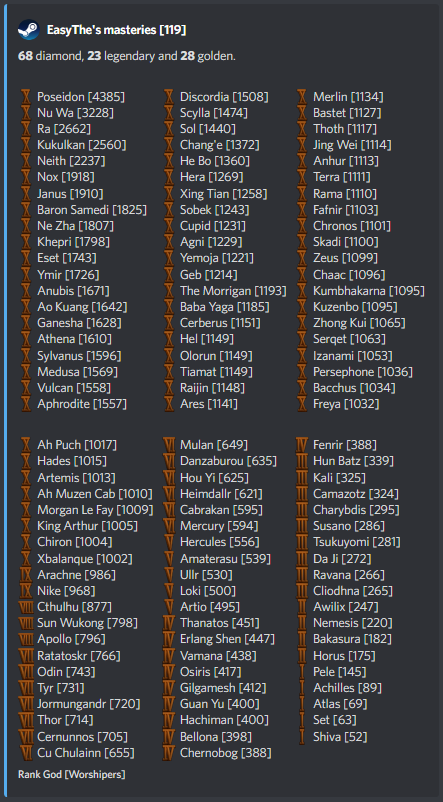 EasyThe's masteries [119]
68 diamond, 23 legendary and 28 golden.
Poseidon [4385]
Nu Wa [3228]
Ra [2662]
Kukulkan [2560]
Neith [2237]
Nox [1918]
Janus [1910]
Baron Samedi [1825]
Ne Zha [1807]
Khepri [1798]
Eset [1743]
Ymir [1726]
Anubis [1671]
Ao Kuang [1642]
Ganesha [1628]
Athena [1610]
Sylvanus [1596]
Medusa [1569]
Vulcan [1558]
Aphrodite [1557]
Discordia [1508]
Scylla [1474]
Sol [1440]
Chang'e [1372]
He Bo [1360]
Hera [1269]
Xing Tian [1258]
Sobek [1243]
Cupid [1231]
Agni [1229]
Yemoja [1221]
Geb [1214]
The Morrigan [1193]
Baba Yaga [1185]
Cerberus [1151]
Hel [1149]
Olorun [1149]
Tiamat [1149]
Raijin [1148]
Ares [1141]
Merlin [1134]
Bastet [1127]
Thoth [1117]
Jing Wei [1114]
Anhur [1113]
Terra [1111]
Rama [1110]
Fafnir [1103]
Chronos [1101]
Skadi [1100]
Zeus [1099]
Chaac [1096]
Kumbhakarna [1095]
Kuzenbo [1095]
Zhong Kui [1065]
Serqet [1063]
Izanami [1053]
Persephone [1036]
Bacchus [1034]
Freya [1032]
Ah Puch [1017]
Hades [1015]
Artemis [1013]
Ah Muzen Cab [1010]
Morgan Le Fay [1009]
King Arthur [1005]
Chiron [1004]
Xbalanque [1002]
Arachne [986]
Nike [968]
Cthulhu [877]
Sun Wukong [798]
Apollo [796]
Ratatoskr [766]
Odin [743]
Tyr [731]
Jormungandr [720]
Thor [714]
Cernunnos [705]
Cu Chulainn [655]
Mulan [649]
Danzaburou [635]
Hou Yi [625]
Heimdallr [621]
Cabrakan [595]
Mercury [594]
Hercules [556]
Amaterasu [539]
Ullr [530]
Loki [500]
Artio [495]
Thanatos [451]
Erlang Shen [447]
Vamana [438]
Osiris [417]
Gilgamesh [412]
Guan Yu [400]
Hachiman [400]
Bellona [398]
Chernobog [388]
Fenrir [388]
Hun Batz [339]
Kali [325]
Camazotz [324]
Charybdis [295]
Susano [286]
Tsukuyomi [281]
Da Ji [272]
Ravana [266]
Cliodhna [265]
Awilix [247]
Nemesis [220]
Bakasura [182]
Horus [175]
Pele [145]
Achilles [89]
Atlas [69]
Set [63]
Shiva [52]
Rank God [Worshipers]